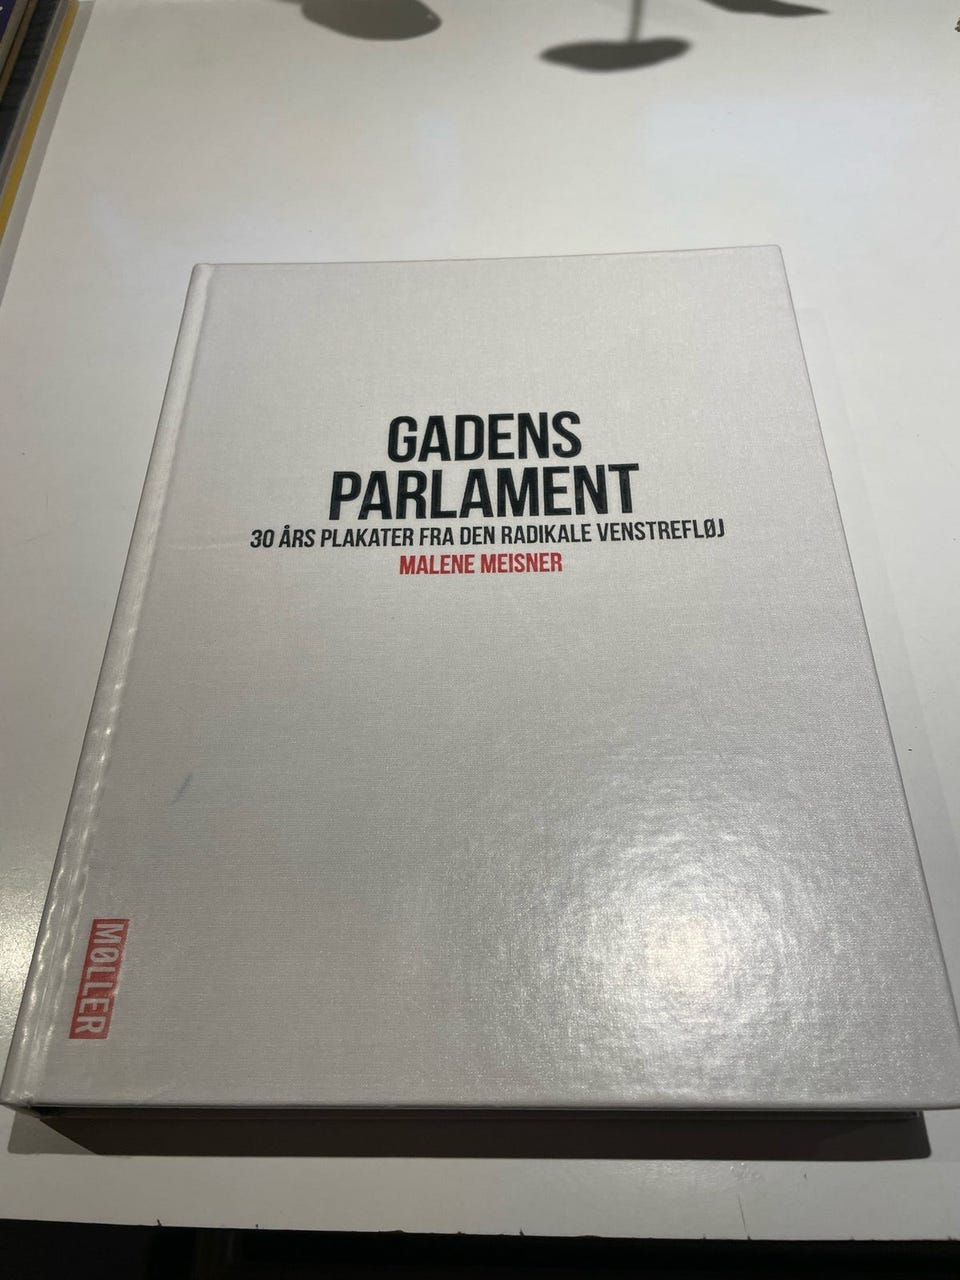 GADENS
PARLAMENT
30 ÅRS PLAKATER FRA DEN RADIKALE VENSTREFLØJ
MALENE MEISNER
MØLLER